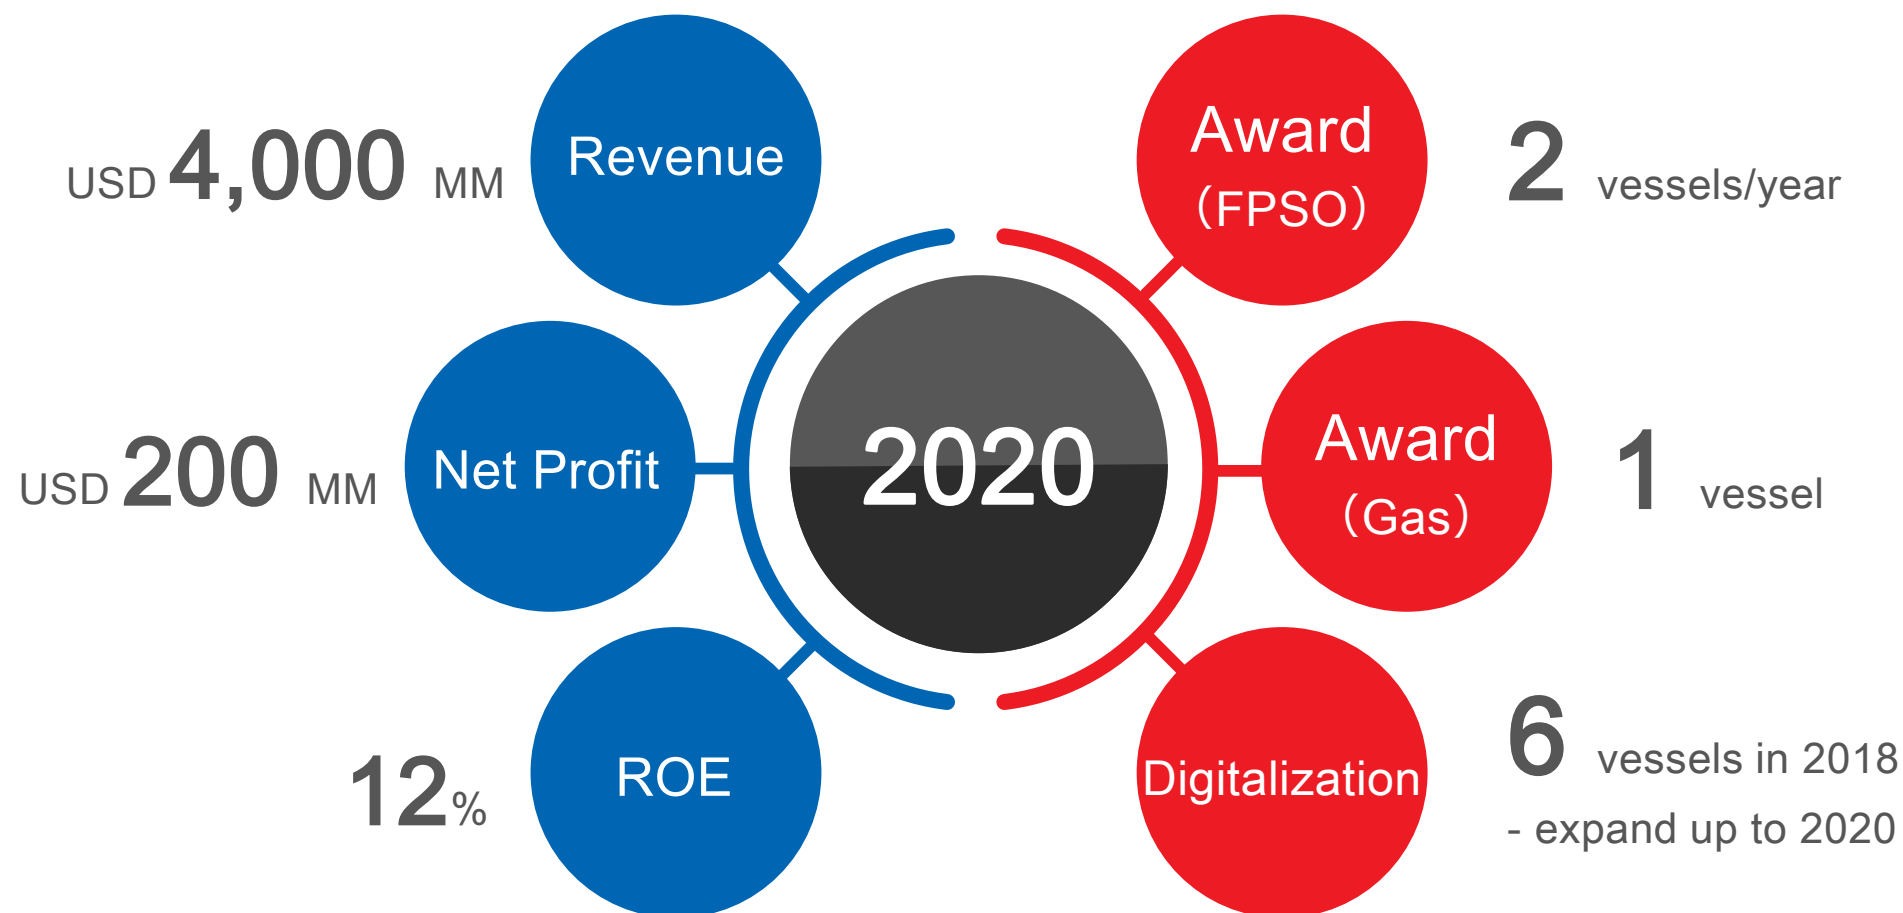 USD 4,000 MM
Revenue
USD 200 MM
Net Profit
12%
ROE
2020
Award
（FPSO）
2 vessels/year
Award
（Gas）
1 vessel
Digitalization
6 vessels in 2018
- expand up to 2020